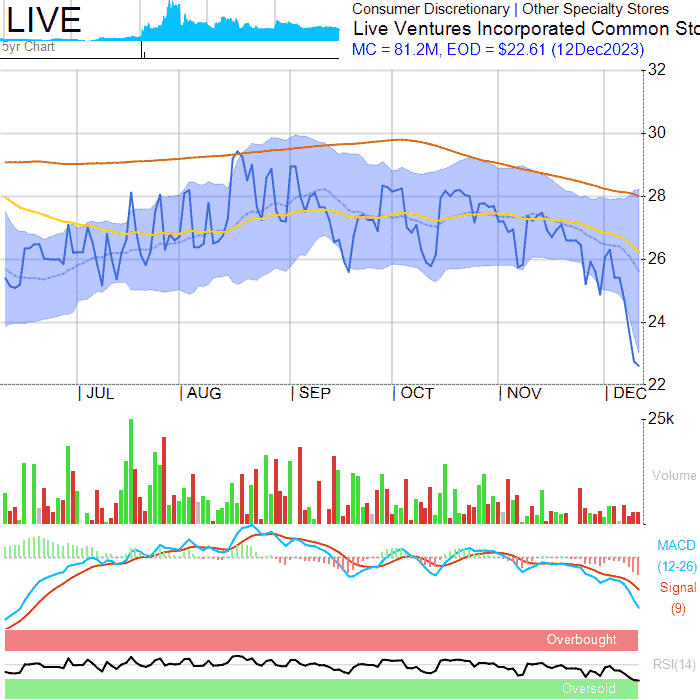 LIVE
5yr Chart
Consumer Discretionary | Other Specialty Stores
Live Ventures Incorporated Common Sto
MC = 81.2M, EOD = $22.61 (12Dec2023)
32
30
28
26
24
22
| JUL
| AUG
| SEP
| OCT
| NOV
| DEC
25k
Volume
MACD
(12-26)
Signal
(9)
Overbought
RSI(14)
Oversold